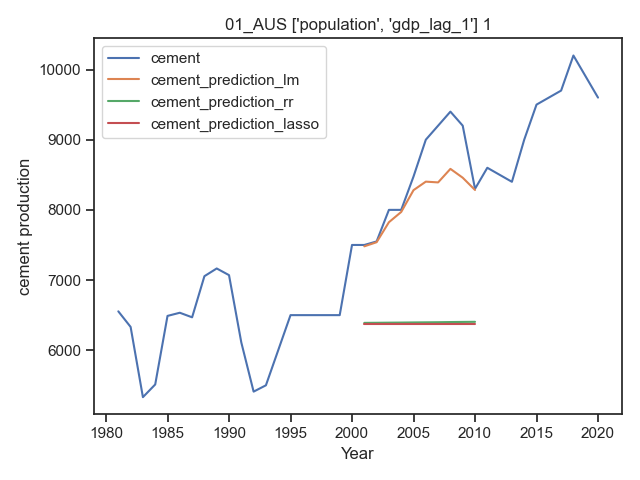 01_AUS ['population', 'gdp_lag_1'] 1
cement
cement_prediction_lm
cement_prediction_rr
cement_prediction_lasso
cement production
10000
9000
8000
7000
6000
1980
1985
1990
1995
2000
2005
2010
2015
2020
Year